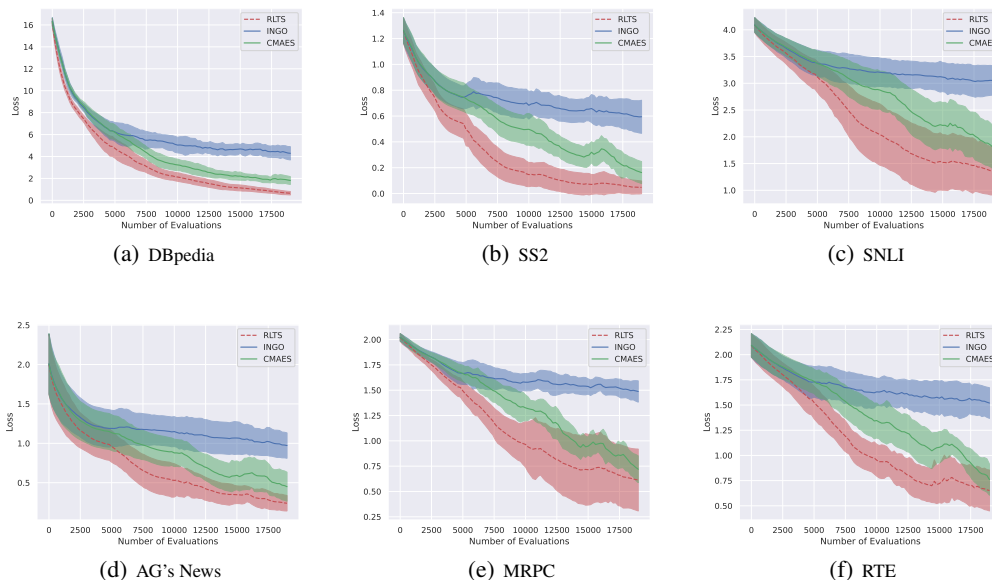 16
14
12
10
8
6
4
2
0
Loss
0 2500 5000 7500 10000 12500 15000 17500
Number of Evaluations
RLTS
INGO
CMAES
(a) DBpedia
1.4
1.2
1.0
0.8
0.6
0.4
0.2
0.0
Loss
0 2500 5000 7500 10000 12500 15000 17500
Number of Evaluations
RLTS
INGO
CMAES
(b) SS2
4.0
3.5
3.0
2.5
2.0
1.5
1.0
Loss
0 2500 5000 7500 10000 12500 15000 17500
Number of Evaluations
RLTS
INGO
CMAES
(c) SNLI
2.5
2.0
1.5
1.0
0.5
Loss
0 2500 5000 7500 10000 12500 15000 17500
Number of Evaluations
RLTS
INGO
CMAES
(d) AG's News
2.00
1.75
1.50
1.25
1.00
0.75
0.50
0.25
Loss
0 2500 5000 7500 10000 12500 15000 17500
Number of Evaluations
RLTS
INGO
CMAES
(e) MRPC
2.25
2.00
1.75
1.50
1.25
1.00
0.75
0.50
Loss
0 2500 5000 7500 10000 12500 15000 17500
Number of Evaluations
RLTS
INGO
CMAES
(f) RTE